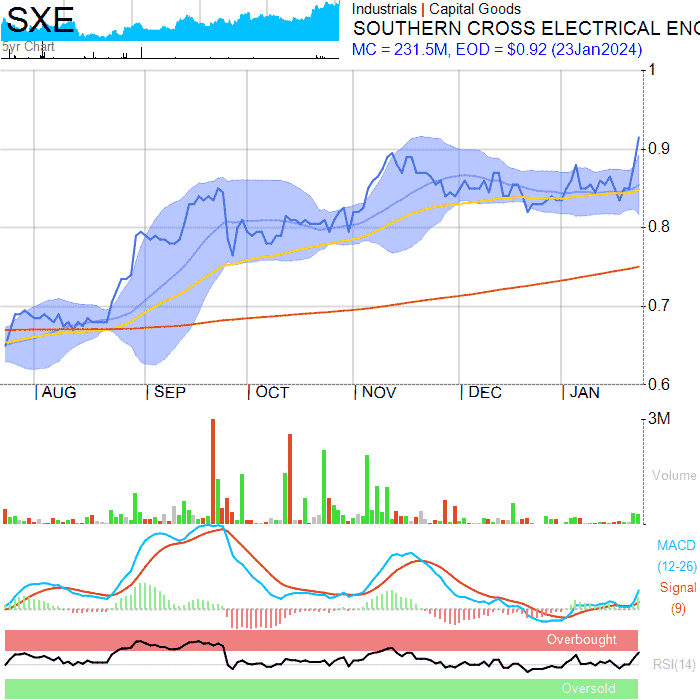 SXE
5yr Chart
Industrials | Capital Goods
SOUTHERN CROSS ELECTRICAL ENG
MC = 231.5M, EOD = $0.92 (23Jan2024)
1
0.9
0.8
0.7
0.6
AUG SEP OCT NOV DEC JAN
3M
Volume
MACD
(12-26)
Signal
(9)
Overbought
RSI(14)
Oversold